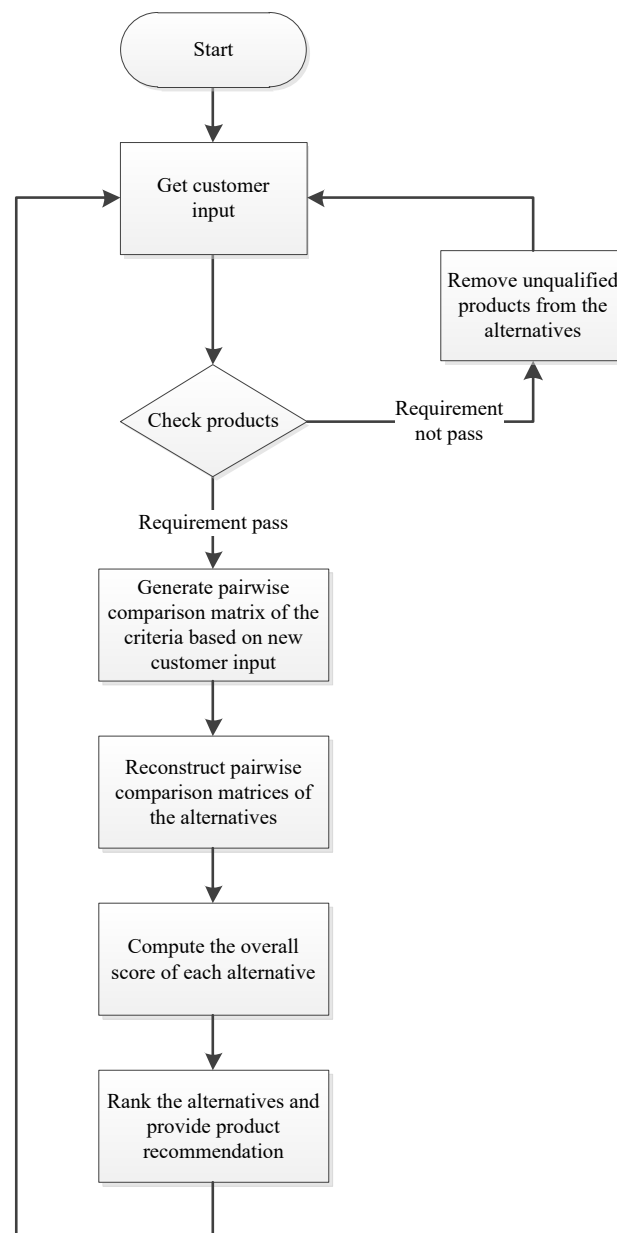 Start
Get customer
input
Remove unqualified
products from the
alternatives
Check products
Requirement
not pass
Requirement pass
Generate pairwise
comparison matrix of the
criteria based on new
customer input
Reconstruct pairwise
comparison matrices of
the alternatives
Compute the overall
score of each alternative
Rank the alternatives and
provide product
recommendation